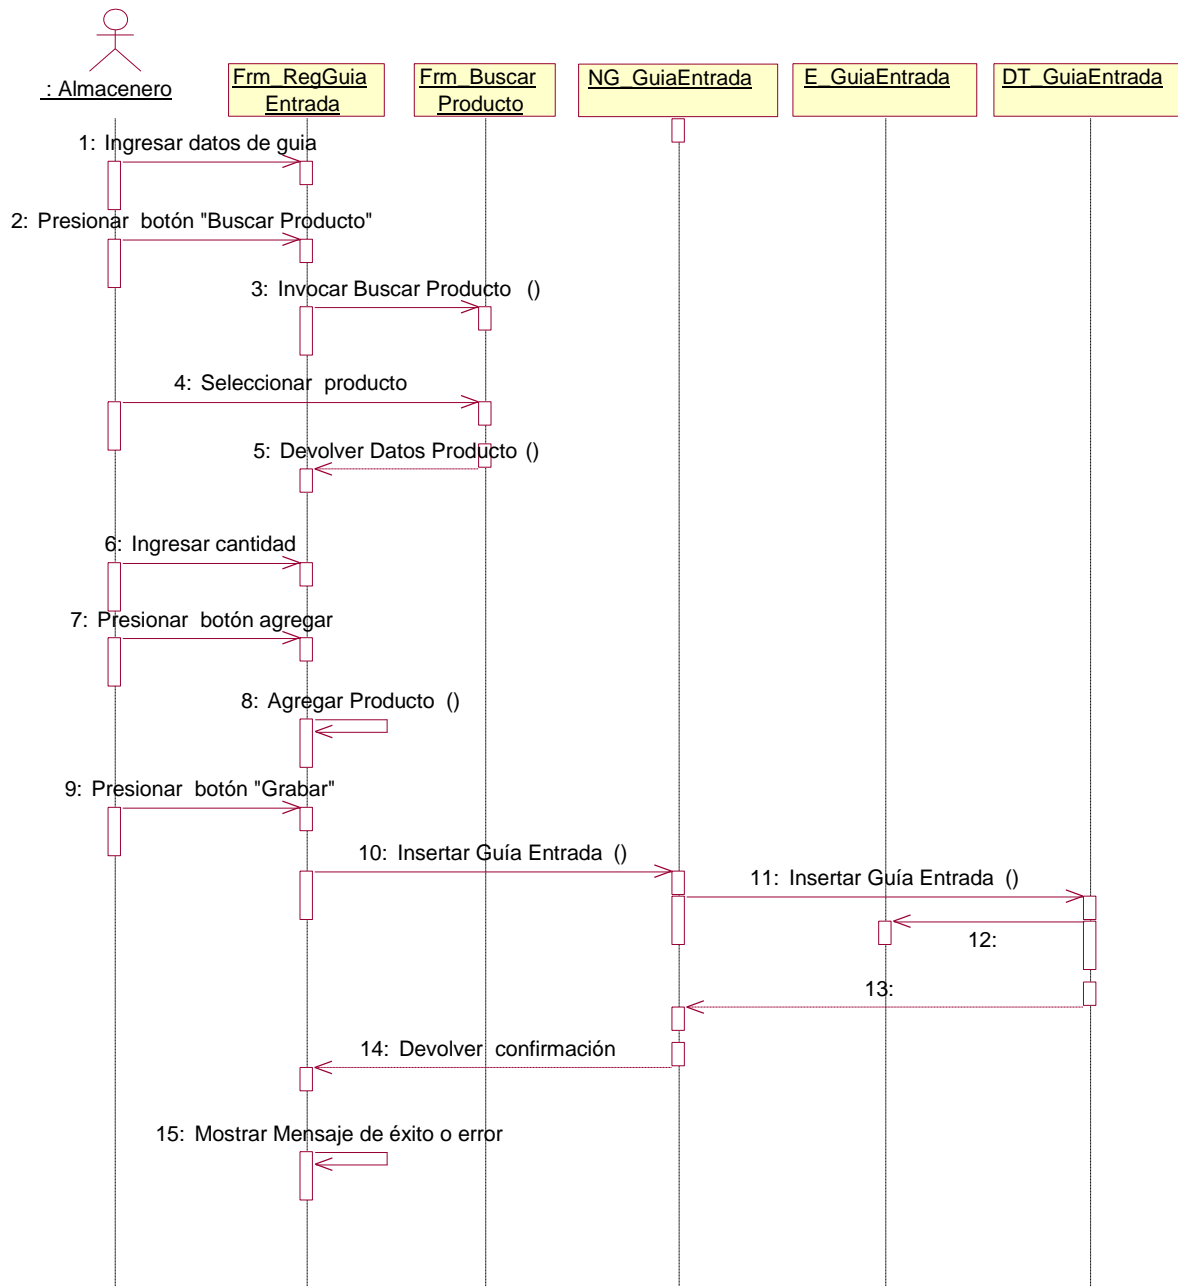 : Almacenero
Frm_RegGuia
Entrada
Frm_Buscar
Producto
NG_GuiaEntrada
E_GuiaEntrada
DT_GuiaEntrada
1: Ingresar datos de guia
2: Presionar botón "Buscar Producto"
3: Invocar Buscar Producto ()
4: Seleccionar producto
5: Devolver Datos Producto ()
6: Ingresar cantidad
7: Presionar botón agregar
8: Agregar Producto ()
9: Presionar botón "Grabar"
10: Insertar Guía Entrada ()
11: Insertar Guía Entrada ()
12:
13:
14: Devolver confirmación
15: Mostrar Mensaje de éxito o error